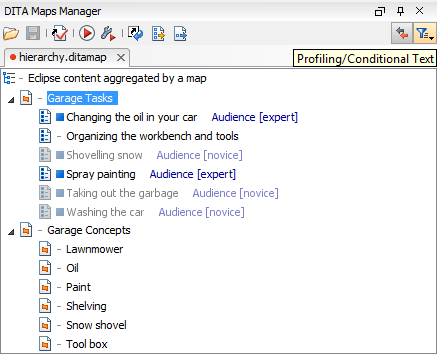 DITA Maps Manager
hierarchy.ditamap
Profiling/Conditional Text
- Eclipse content aggregated by a map
- Garage Tasks
Changing the oil in your car Audience [expert]
- Organizing the workbench and tools
Shovelling snow Audience [novice]
Spray painting Audience [expert]
Taking out the garbage Audience [novice]
Washing the car Audience [novice]
- Garage Concepts
- Lawnmower
- Oil
- Paint
- Shelving
- Snow shovel
- Tool box